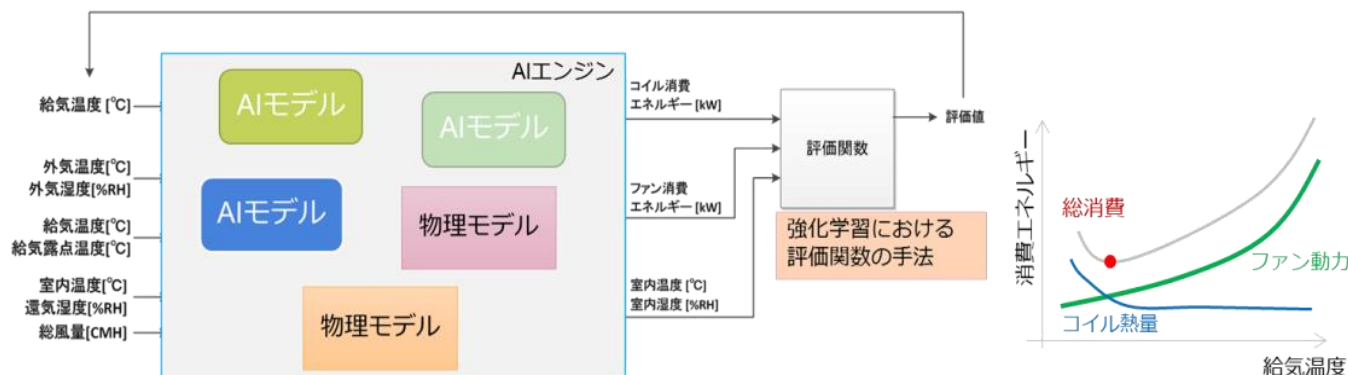 AIエンジン
給気温度 [℃]
外気温度[℃]
外気湿度[%RH]
給気温度[℃]
給気露点温度[℃]
室内温度[℃]
還気湿度[%RH]
総風量[CMH]
AIモデル
AIモデル
AIモデル
物理モデル
物理モデル
コイル消費
エネルギー [kW]
ファン消費
エネルギー [kW]
室内温度 [℃]
室内湿度 [%RH]
評価関数
評価値
強化学習における
評価関数の手法
消費エネルギー
総消費
ファン動力
コイル熱量
給気温度